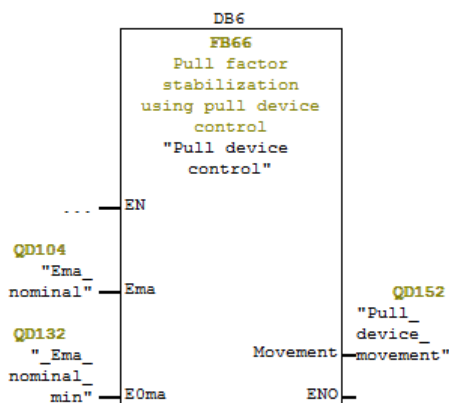 DB6
FB66
Pull factor
stabilization
using pull device
control
"Pull device
control"
... EN
QD104
"Ema_
nominal" Ema
QD152
"Pull_
device_
Movement movement"
QD132
"_Ema_
nominal_
min" E0ma
ENO